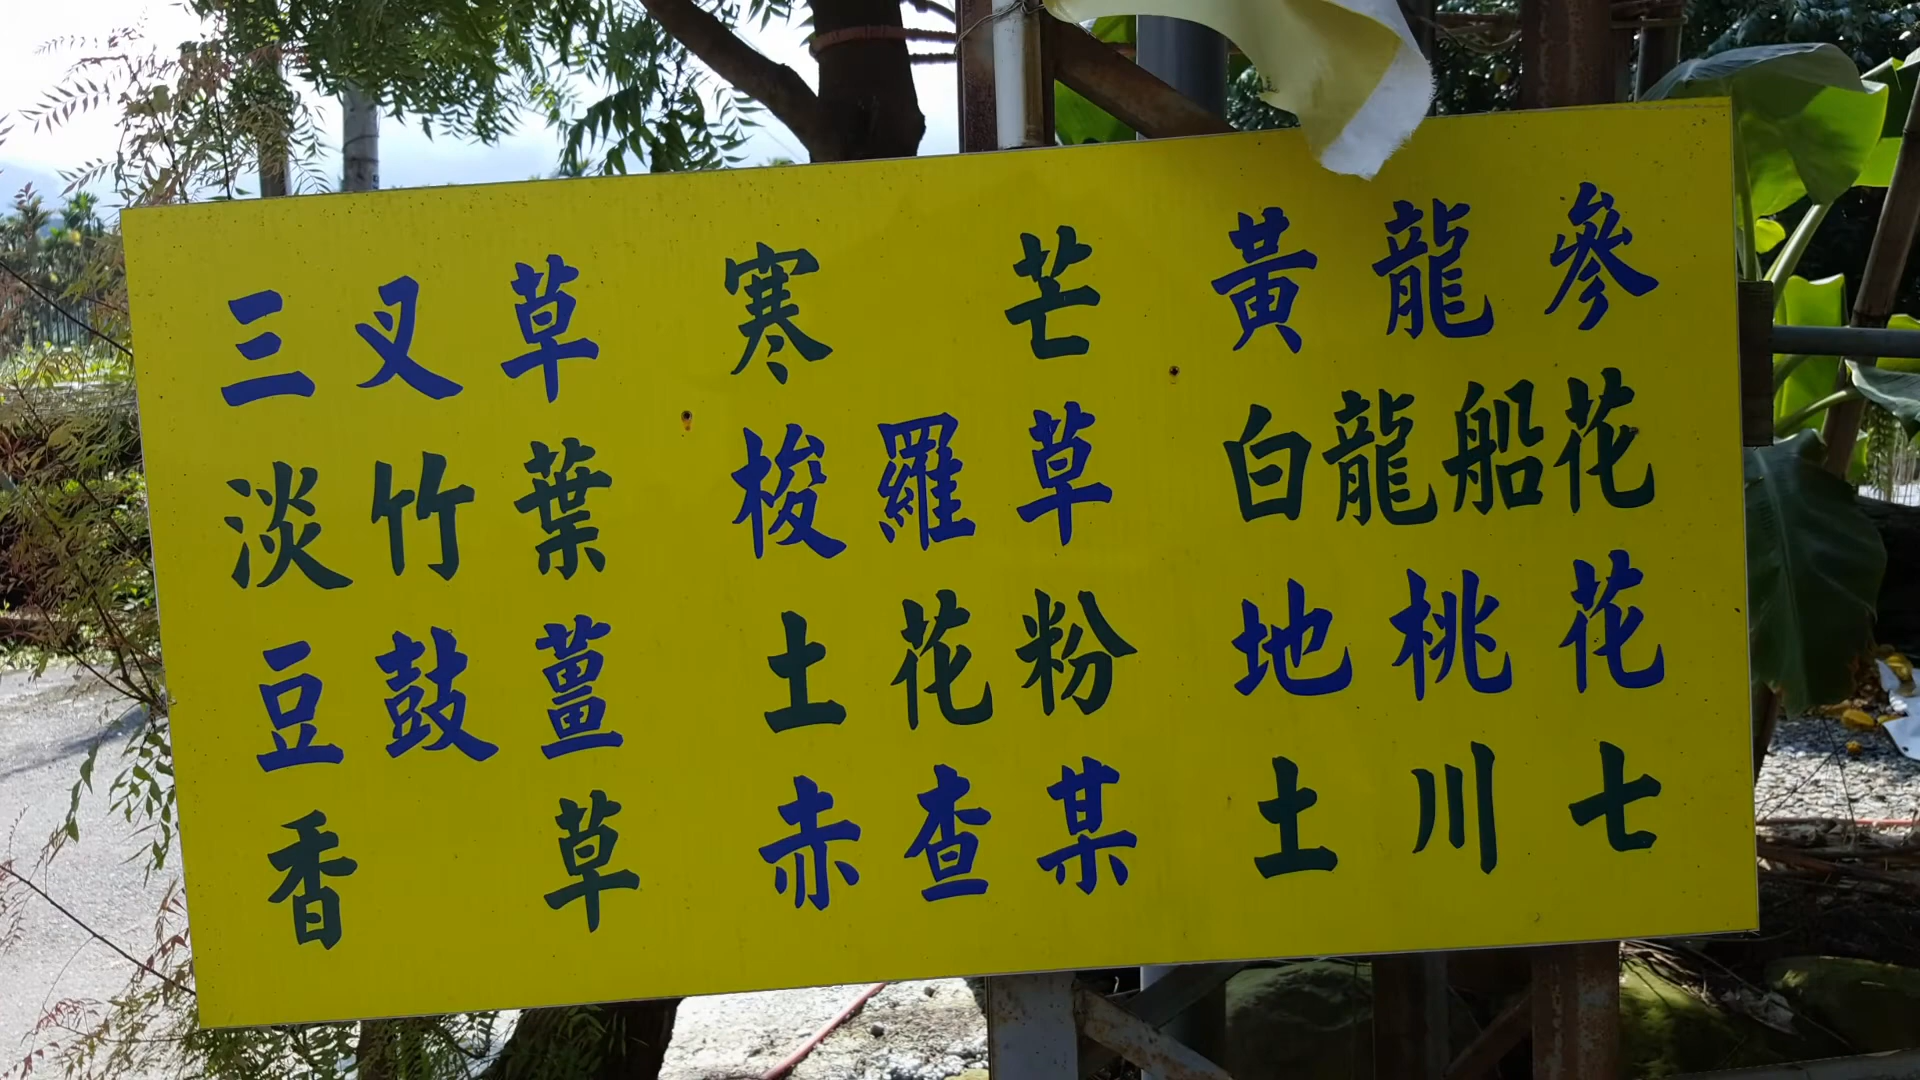 三叉草 寒芒 黃龍參
淡竹葉 梭羅草 白龍船花
豆鼓薑 土花粉 地桃花
香草 赤查某 土川七